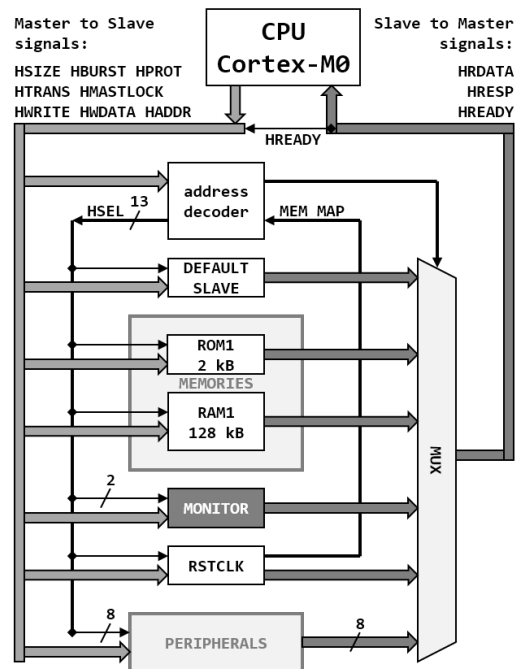 Master to Slave
signals:
HSIZE HBURST HPROT
HTRANS HMASTLOCK
HWRITE HWDATA HADDR
CPU
Cortex-M0
Slave to Master
signals:
HRDATA
HRESP
HREADY
HREADY
address
decoder
HSEL
13
MEM MAP
DEFAULT
SLAVE
ROM1
2 kB
MEMORIES
RAM1
128 kB
MUX
2
MONITOR
RSTCLK
8
PERIPHERALS
8